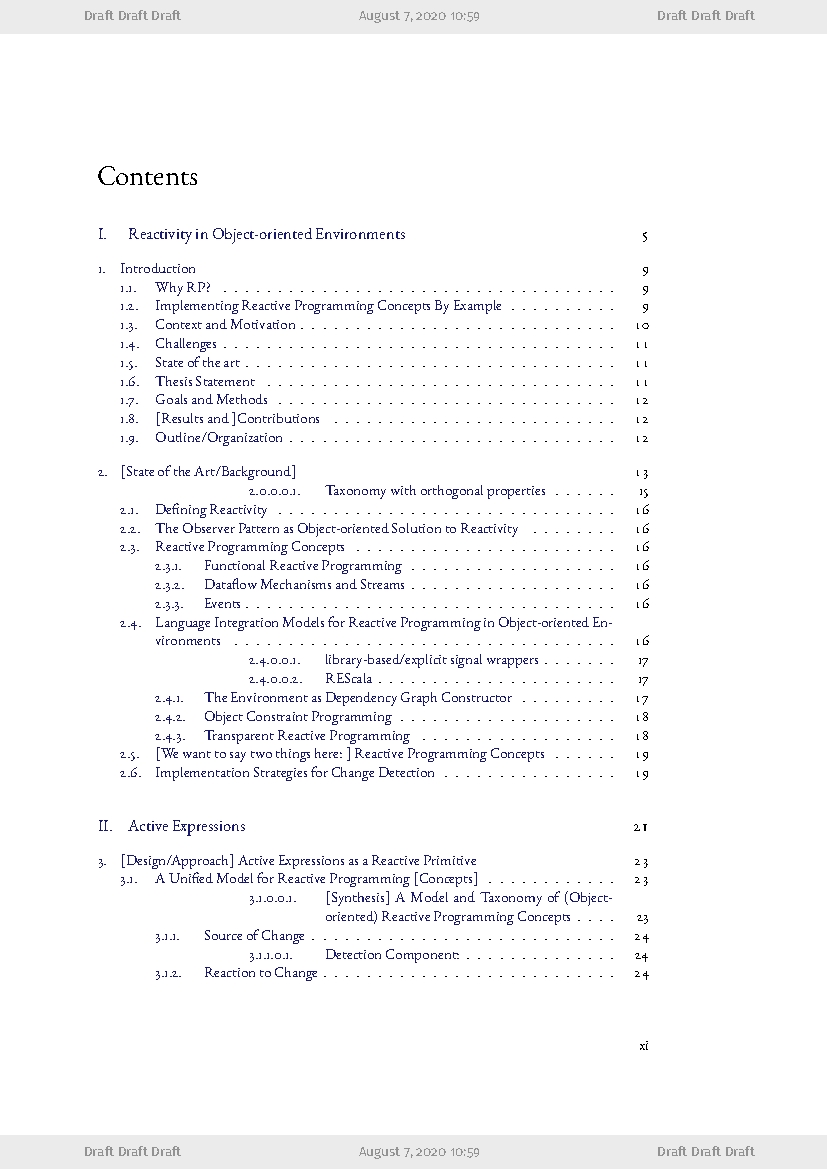 Draft Draft Draft August 7, 2020 10:59 Draft Draft Draft
Contents
I. Reactivity in Object-oriented Environments 5
1. Introduction 9
1.1. Why RP? . . . . . . . . . . . . . . . . . . . . . . . . . . . . . . . . . . . . 9
1.2. Implementing Reactive Programming Concepts By Example . . . . . . . . . . 9
1.3. Context and Motivation . . . . . . . . . . . . . . . . . . . . . . . . . . . . . 10
1.4. Challenges . . . . . . . . . . . . . . . . . . . . . . . . . . . . . . . . . . . . 11
1.5. State of the art . . . . . . . . . . . . . . . . . . . . . . . . . . . . . . . . . . 11
1.6. Thesis Statement . . . . . . . . . . . . . . . . . . . . . . . . . . . . . . . . 11
1.7. Goals and Methods . . . . . . . . . . . . . . . . . . . . . . . . . . . . . . . 12
1.8. [Results and ]Contributions . . . . . . . . . . . . . . . . . . . . . . . . . . 12
1.9. Outline/Organization . . . . . . . . . . . . . . . . . . . . . . . . . . . . . . 12
2. [State of the Art/Background] 13
2.0.0.0.1. Taxonomy with orthogonal properties . . . . . . 15
2.1. Defining Reactivity . . . . . . . . . . . . . . . . . . . . . . . . . . . . . . . 16
2.2. The Observer Pattern as Object-oriented Solution to Reactivity . . . . . . . . 16
2.3. Reactive Programming Concepts . . . . . . . . . . . . . . . . . . . . . . . . 16
2.3.1. Functional Reactive Programming . . . . . . . . . . . . . . . . . . . 16
2.3.2. Dataflow Mechanisms and Streams . . . . . . . . . . . . . . . . . . . 16
2.3.3. Events . . . . . . . . . . . . . . . . . . . . . . . . . . . . . . . . . . 16
2.4. Language Integration Models for Reactive Programming in Object-oriented En-
vironments . . . . . . . . . . . . . . . . . . . . . . . . . . . . . . . . . . . 16
2.4.0.0.1. library-based/explicit signal wrappers . . . . . . . 17
2.4.0.0.2. REScala . . . . . . . . . . . . . . . . . . . . . . 17
2.4.1. The Environment as Dependency Graph Constructor . . . . . . . . . 17
2.4.2. Object Constraint Programming . . . . . . . . . . . . . . . . . . . . 18
2.4.3. Transparent Reactive Programming . . . . . . . . . . . . . . . . . . 18
2.5. [We want to say two things here: ] Reactive Programming Concepts . . . . . . 19
2.6. Implementation Strategies for Change Detection . . . . . . . . . . . . . . . . 19
II. Active Expressions 21
3. [Design/Approach] Active Expressions as a Reactive Primitive 23
3.1. A Unified Model for Reactive Programming [Concepts] . . . . . . . . . . . . 23
3.1.0.0.1. [Synthesis] A Model and Taxonomy of (Object-
oriented) Reactive Programming Concepts . . . . 23
3.1.1. Source of Change . . . . . . . . . . . . . . . . . . . . . . . . . . . . 24
3.1.1.0.1. Detection Component: . . . . . . . . . . . . . . 24
3.1.2. Reaction to Change . . . . . . . . . . . . . . . . . . . . . . . . . . . 24
xi
Draft Draft Draft August 7, 2020 10:59 Draft Draft Draft